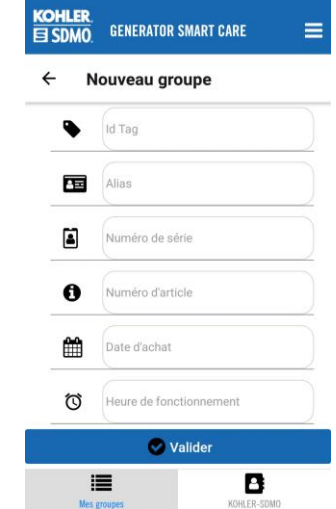 KOHLER
SDMO.
GENERATOR SMART CARE
Nouveau groupe
Id Tag
Alias
Numéro de série
Numéro d'article
Date d'achat
Heure de fonctionnement
Valider
Mes groupes
KOHLER-SDMO